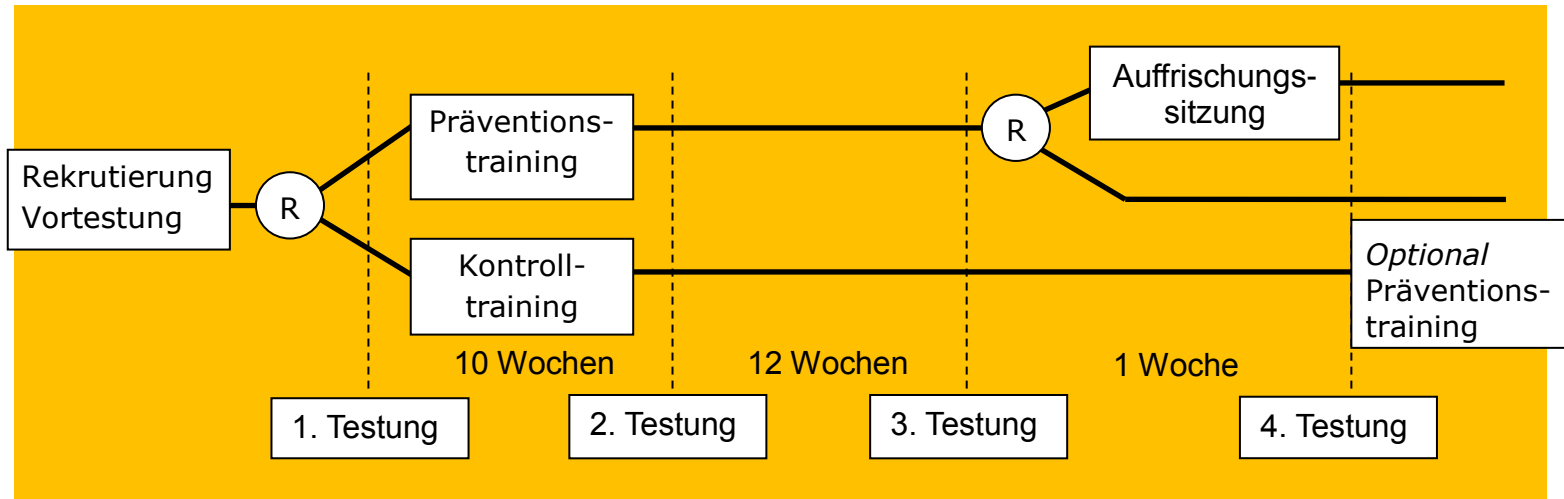 Rekrutierung
Vortestung
R
Präventions-
training
Kontroll-
training
R
Auffrischungs-
sitzung
Optional
Präventions-
training
10 Wochen
12 Wochen
1 Woche
1. Testung
2. Testung
3. Testung
4. Testung